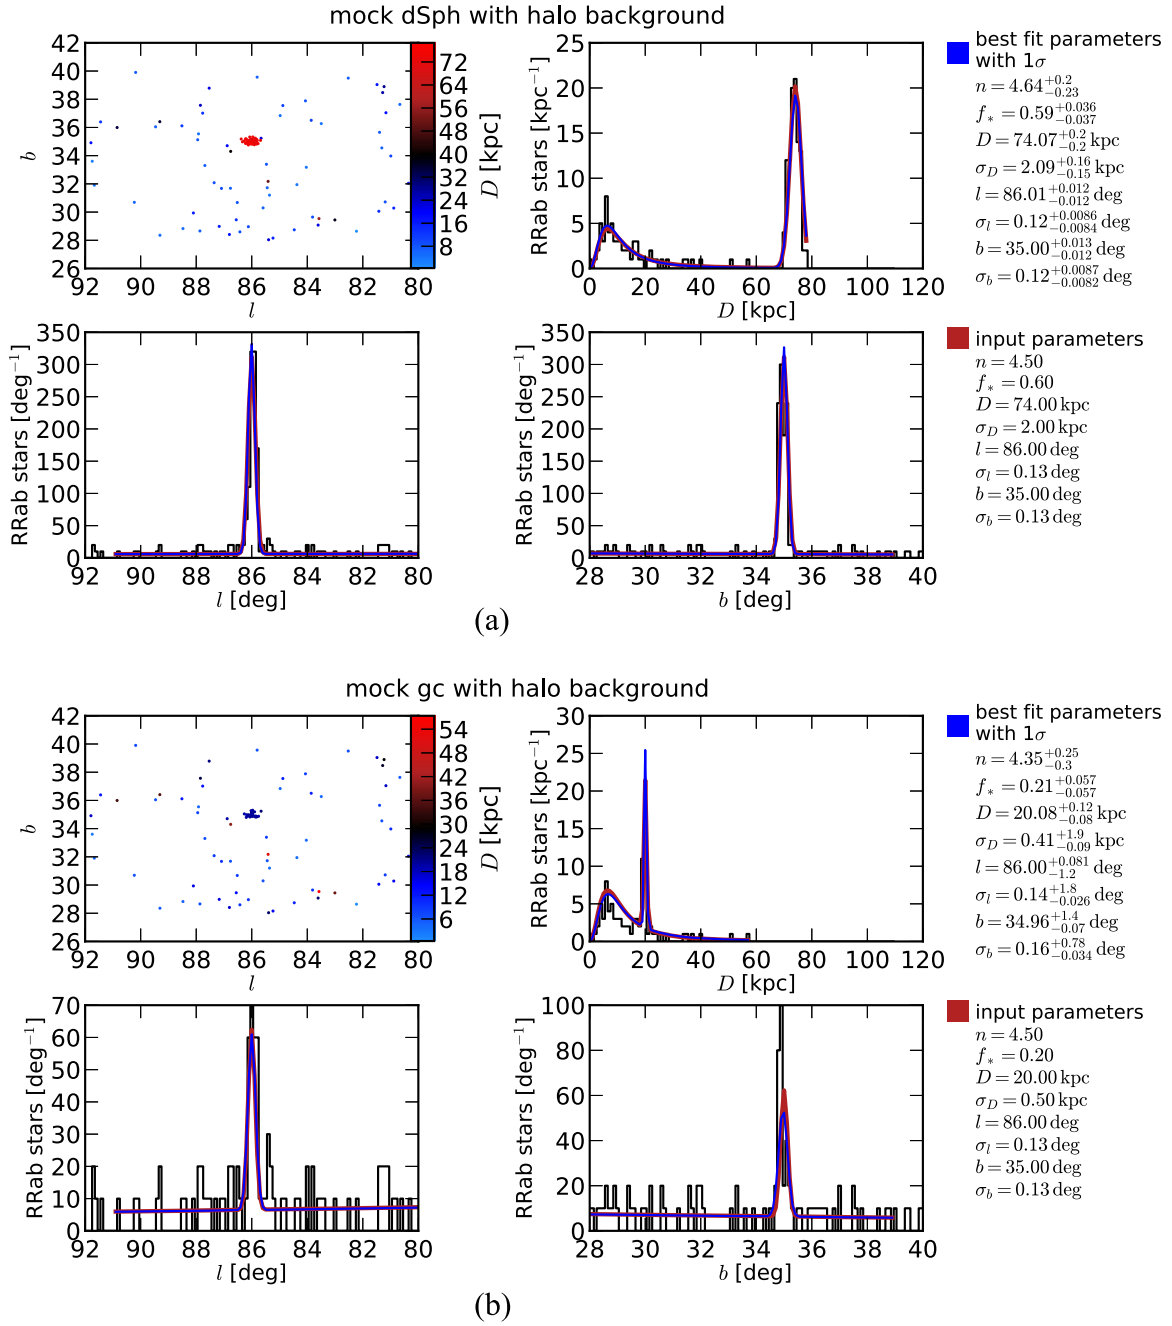 mock dSph with halo background
42
40
38
36
34
32
30
28
26
b
92 90 88 86 84 82 80
l
72
64
56
48
40
32
24
16
8
D [kpc]
25
20
15
10
5
0
RRab stars [kpc⁻¹]
0 20 40 60 80 100 120
D [kpc]
best fit parameters
with 1σ
n = 4.64 +0.2 −0.23
f* = 0.59 +0.036 −0.037
D = 74.07 +0.2 −0.2 kpc
σ_D = 2.09 +0.16 −0.15 kpc
l = 86.01 +0.012 −0.012 deg
σ_l = 0.12 +0.0086 −0.0084 deg
b = 35.00 +0.013 −0.012 deg
σ_b = 0.12 +0.0087 −0.0082 deg
350
300
250
200
150
100
50
0
RRab stars [deg⁻¹]
92 90 88 86 84 82 80
l [deg]
350
300
250
200
150
100
50
0
RRab stars [deg⁻¹]
28 30 32 34 36 38 40
b [deg]
input parameters
n = 4.50
f* = 0.60
D = 74.00 kpc
σ_D = 2.00 kpc
l = 86.00 deg
σ_l = 0.13 deg
b = 35.00 deg
σ_b = 0.13 deg
(a)
mock gc with halo background
42
40
38
36
34
32
30
28
26
b
92 90 88 86 84 82 80
l
54
48
42
36
30
24
18
12
6
D [kpc]
30
25
20
15
10
5
0
RRab stars [kpc⁻¹]
0 20 40 60 80 100 120
D [kpc]
best fit parameters
with 1σ
n = 4.35 +0.25 −0.3
f* = 0.21 +0.057 −0.057
D = 20.08 +0.12 −0.08 kpc
σ_D = 0.41 +1.9 −0.09 kpc
l = 86.00 +0.081 −1.2 deg
σ_l = 0.14 +1.8 −0.026 deg
b = 34.96 +1.4 −0.07 deg
σ_b = 0.16 +0.78 −0.034 deg
70
60
50
40
30
20
10
0
RRab stars [deg⁻¹]
92 90 88 86 84 82 80
l [deg]
100
80
60
40
20
0
RRab stars [deg⁻¹]
28 30 32 34 36 38 40
b [deg]
input parameters
n = 4.50
f* = 0.20
D = 20.00 kpc
σ_D = 0.50 kpc
l = 86.00 deg
σ_l = 0.13 deg
b = 35.00 deg
σ_b = 0.13 deg
(b)